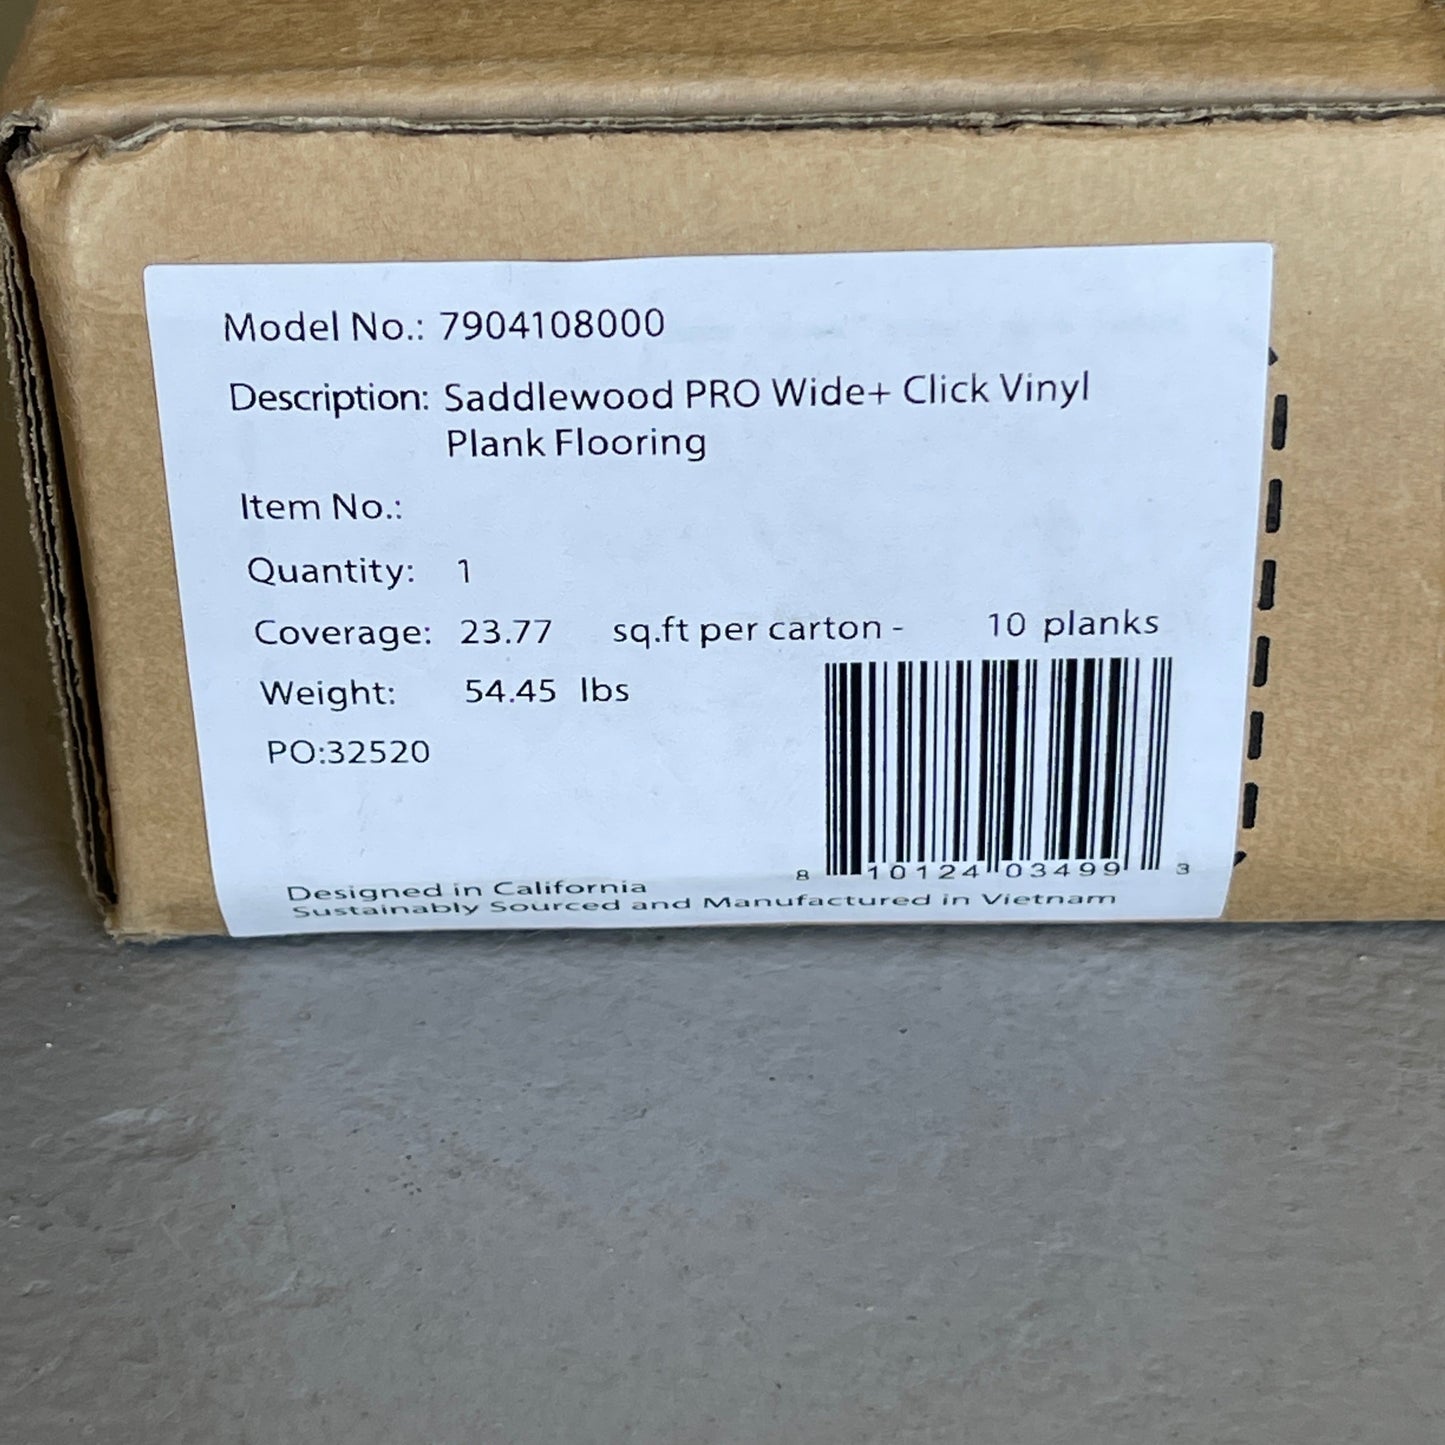 Model No.: 7904108000
Description: Saddlewood PRO Wide+ Click Vinyl
Plank Flooring
Item No.:
Quantity: 1
Coverage: 23.77 sq.ft per carton - 10 planks
Weight: 54.45 lbs
PO:32520
8 10124 03499 3
Designed in California
Sustainably Sourced and Manufactured in Vietnam